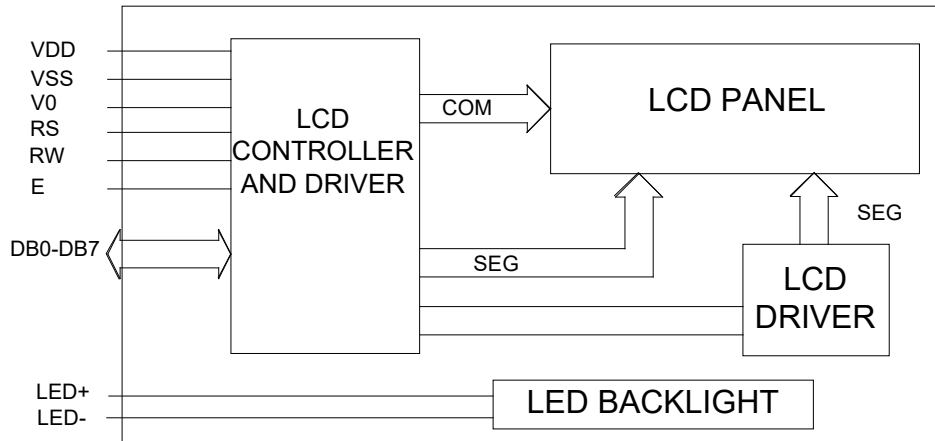 VDD
VSS
V0
RS
RW
E
DB0-DB7
LED+
LED-
LCD
CONTROLLER
AND DRIVER
COM
SEG
LCD PANEL
SEG
LCD
DRIVER
LED BACKLIGHT